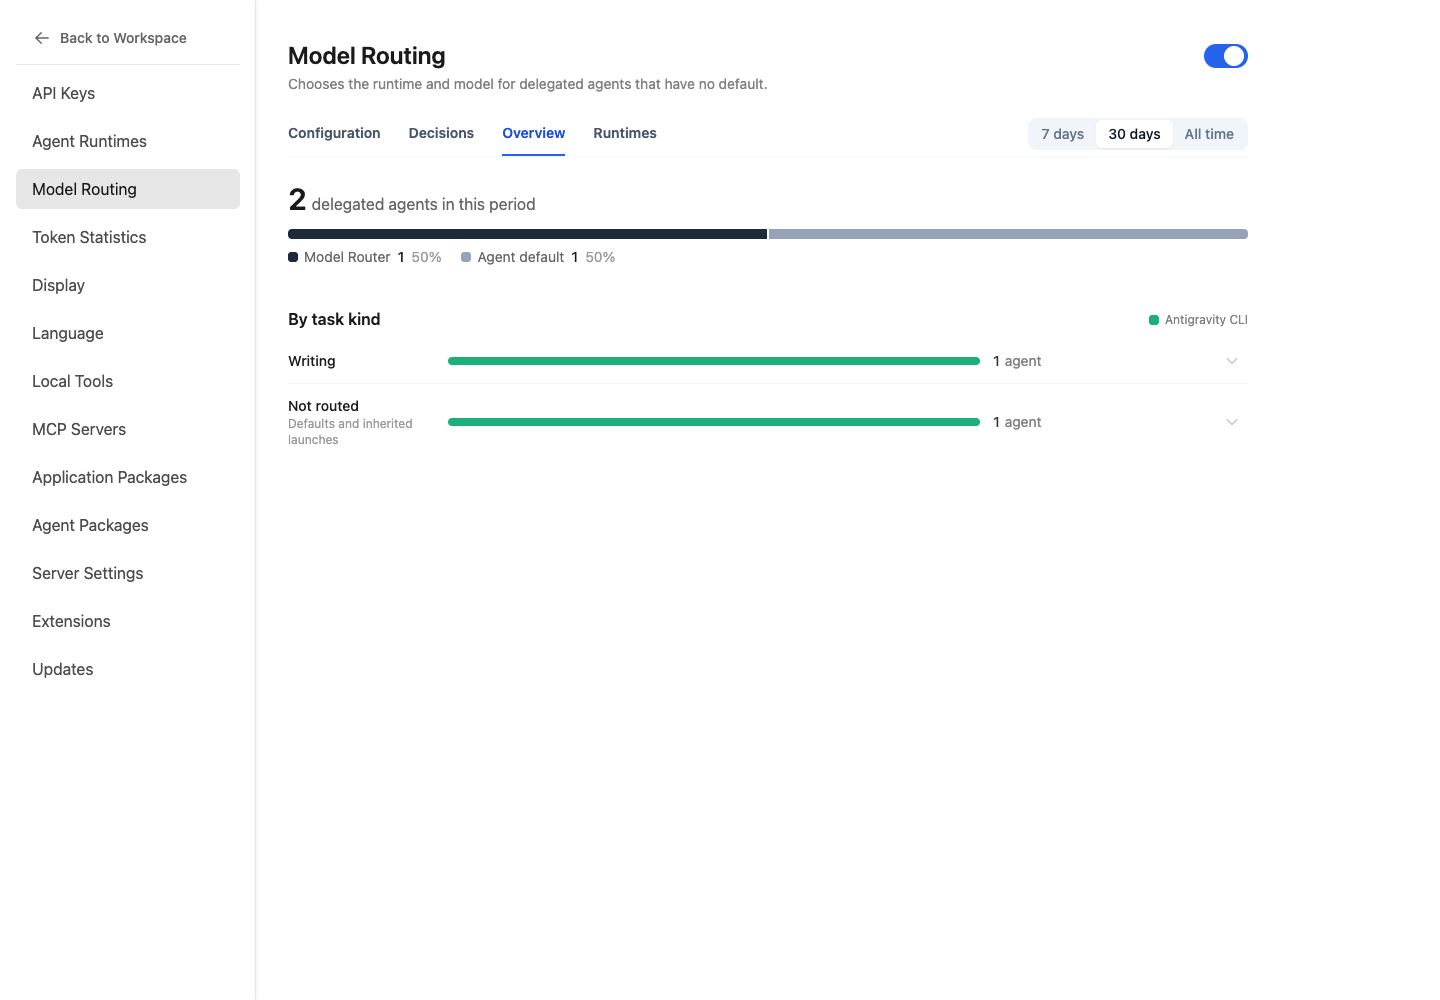 Back to Workspace
API Keys
Agent Runtimes
Model Routing
Token Statistics
Display
Language
Local Tools
MCP Servers
Application Packages
Agent Packages
Server Settings
Extensions
Updates
Model Routing
Chooses the runtime and model for delegated agents that have no default.
Configuration Decisions Overview Runtimes 7 days 30 days All time
2 delegated agents in this period
Model Router 1 50% Agent default 1 50%
By task kind Antigravity CLI
Writing 1 agent
Not routed
Defaults and inherited
launches
1 agent